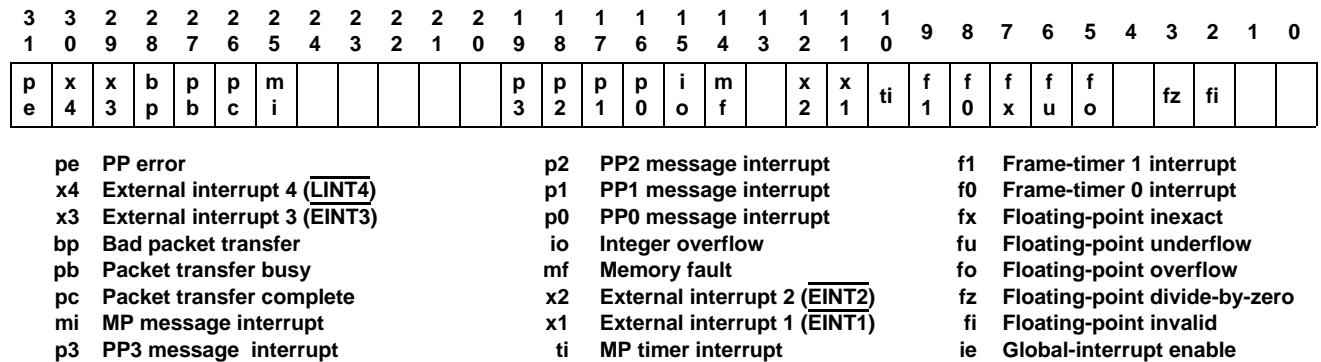 3 3 2 2 2 2 2 2 2 2 2 2 1 1 1 1 1 1 1 1 1 1
1 0 9 8 7 6 5 4 3 2 1 0 9 8 7 6 5 4 3 2 1 0 9 8 7 6 5 4 3 2 1 0
p x x b p p m p p p p i m x x ti f f f f f fz fi
e 4 3 p b c i 3 2 1 0 o f 2 1 1 0 x u o
pe PP error
x4 External interrupt 4 (LINT4)
x3 External interrupt 3 (EINT3)
bp Bad packet transfer
pb Packet transfer busy
pc Packet transfer complete
mi MP message interrupt
p3 PP3 message interrupt
p2 PP2 message interrupt
p1 PP1 message interrupt
p0 PP0 message interrupt
io Integer overflow
mf Memory fault
x2 External interrupt 2 (EINT2)
x1 External interrupt 1 (EINT1)
ti MP timer interrupt
f1 Frame-timer 1 interrupt
f0 Frame-timer 0 interrupt
fx Floating-point inexact
fu Floating-point underflow
fo Floating-point overflow
fz Floating-point divide-by-zero
fi Floating-point invalid
ie Global-interrupt enable